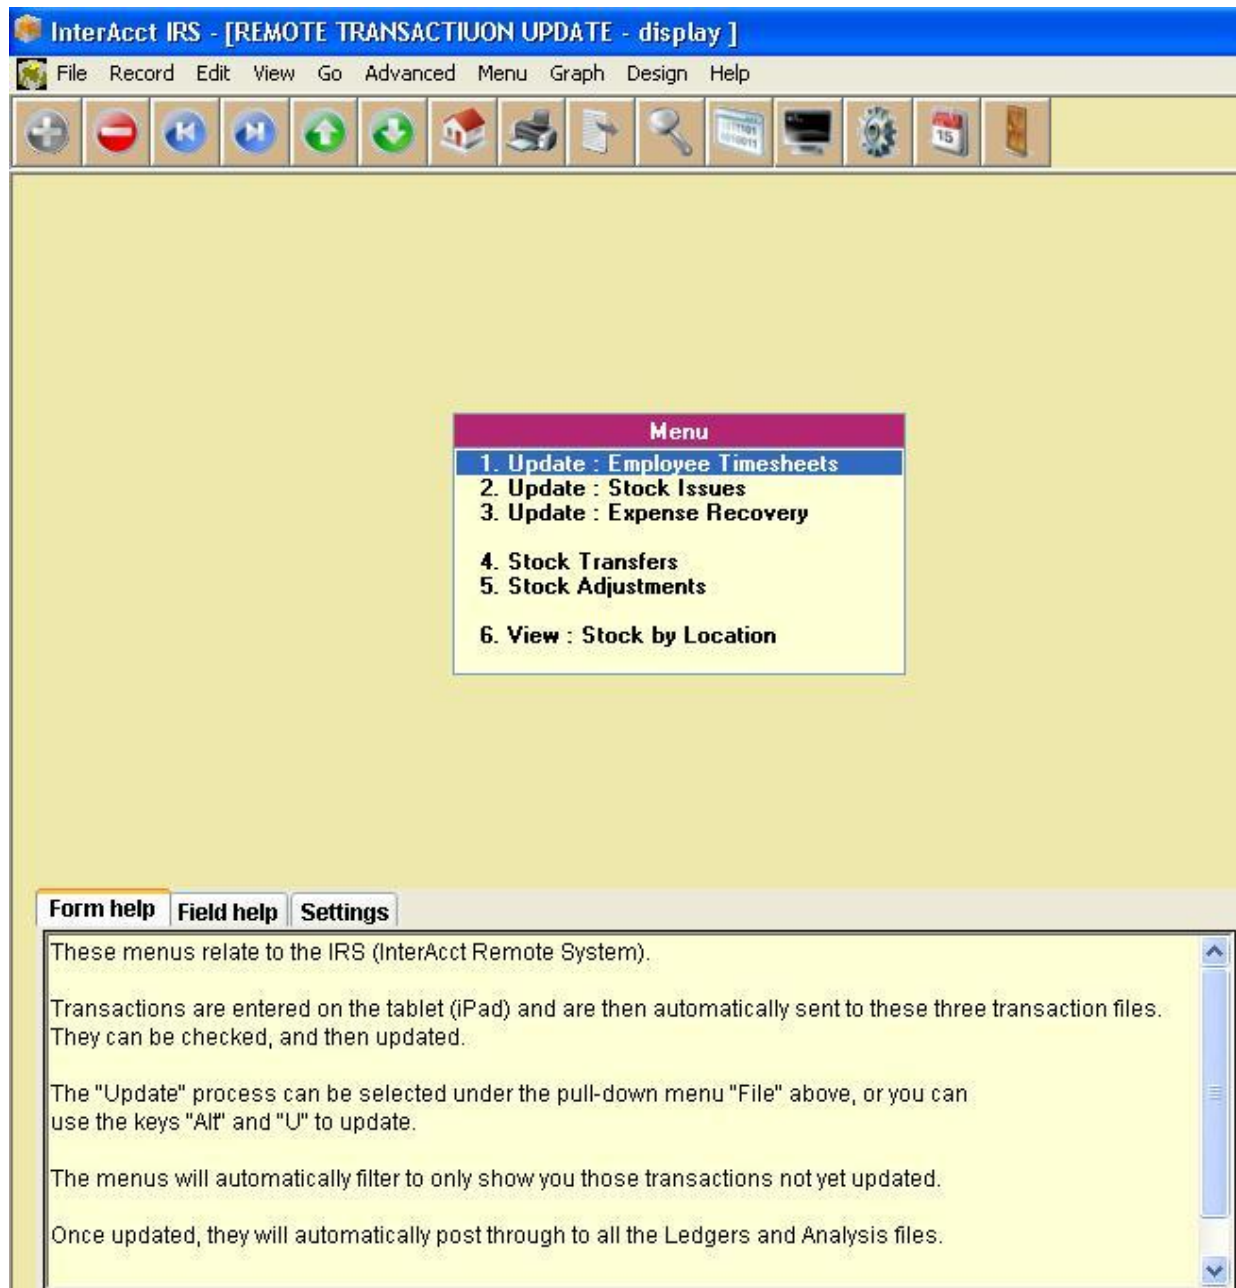 InterAcct IRS - [REMOTE TRANSACTIUON UPDATE - display ]
File Record Edit View Go Advanced Menu Graph Design Help
15
Menu
1. Update : Employee Timesheets
2. Update : Stock Issues
3. Update : Expense Recovery
4. Stock Transfers
5. Stock Adjustments
6. View : Stock by Location
Form help Field help Settings
These menus relate to the IRS (InterAcct Remote System).
Transactions are entered on the tablet (iPad) and are then automatically sent to these three transaction files.
They can be checked, and then updated.
The "Update" process can be selected under the pull-down menu "File" above, or you can
use the keys "Alt" and "U" to update.
The menus will automatically filter to only show you those transactions not yet updated.
Once updated, they will automatically post through to all the Ledgers and Analysis files.